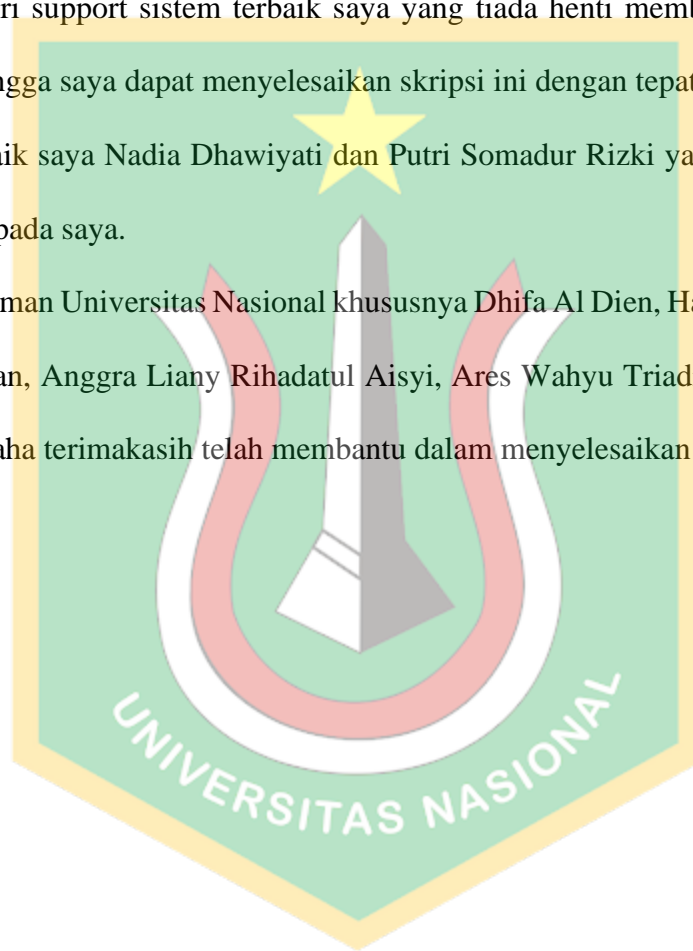 ri support sistem terbaik saya yang tiada henti memb
ngga saya dapat menyelesaikan skripsi ini dengan tepat
aik saya Nadia Dhawiyati dan Putri Somadur Rizki ya
pada saya.
man Universitas Nasional khususnya Dhifa Al Dien, Ha
an, Anggra Liany Rihadatul Aisyi, Ares Wahyu Triad
aha terimakasih telah membantu dalam menyelesaikan
UNIVERSITAS NASIONAL